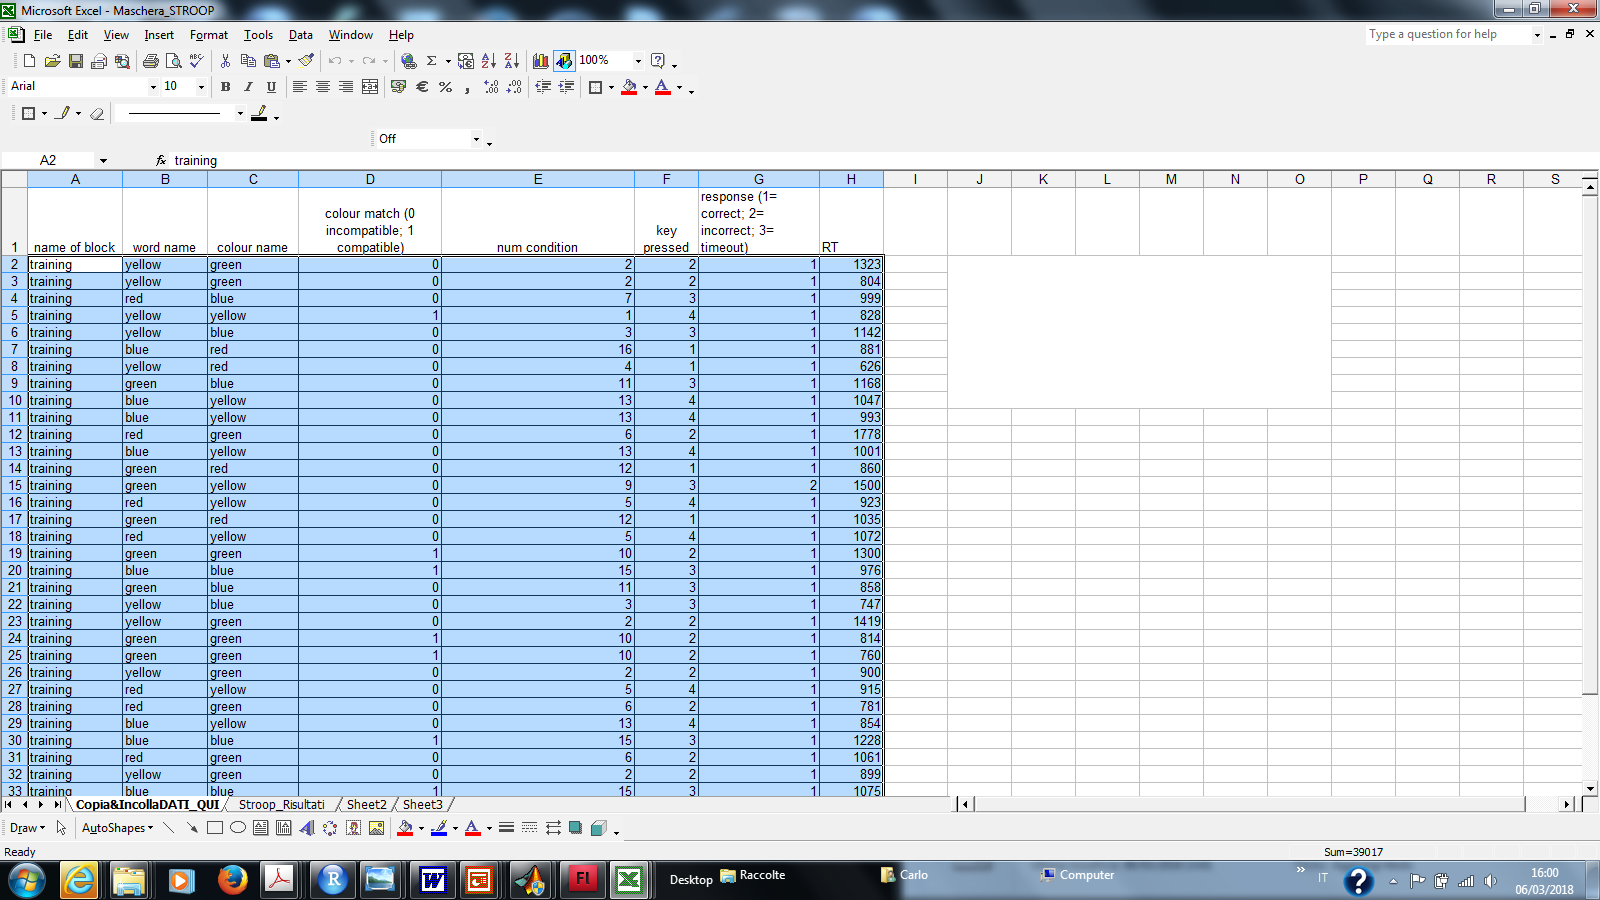 Microsoft Excel - Maschera_STROOP
File Edit View Insert Format Tools Data Window Help
Type a question for help
100%
Arial 10
Off
A2 fx training
A B C D E F G H I J K L M N O P Q R S
1 name of block word name colour name colour match (0 incompatible; 1 compatible) num condition key pressed response (1= correct; 2= incorrect; 3= timeout) RT
2 training yellow green 0 2 2 1 1323
3 training yellow green 0 2 2 1 804
4 training red blue 0 7 3 1 999
5 training yellow yellow 1 1 4 1 828
6 training yellow blue 0 3 3 1 1142
7 training blue red 0 16 1 1 881
8 training yellow red 0 4 1 1 626
9 training green blue 0 11 3 1 1168
10 training blue yellow 0 13 4 1 1047
11 training blue yellow 0 13 4 1 993
12 training red green 0 6 2 1 1778
13 training blue yellow 0 13 4 1 1001
14 training green red 0 12 1 1 860
15 training green yellow 0 9 3 2 1500
16 training red yellow 0 5 4 1 923
17 training green red 0 12 1 1 1035
18 training red yellow 0 5 4 1 1072
19 training green green 1 10 2 1 1300
20 training blue blue 1 15 3 1 976
21 training green blue 0 11 3 1 858
22 training yellow blue 0 3 3 1 747
23 training yellow green 0 2 2 1 1419
24 training green green 1 10 2 1 814
25 training green green 1 10 2 1 760
26 training yellow green 0 2 2 1 900
27 training red yellow 0 5 4 1 915
28 training red green 0 6 2 1 781
29 training blue yellow 0 13 4 1 854
30 training blue blue 1 15 3 1 1228
31 training red green 0 6 2 1 1061
32 training yellow green 0 2 2 1 899
33 training blue blue 1 15 3 1 1075
Copia&IncollaDATI_QUI Stroop_Risultati Sheet2 Sheet3
Draw AutoShapes
Ready Sum=39017
Desktop Raccolte Carlo Computer IT 16:00
06/03/2018